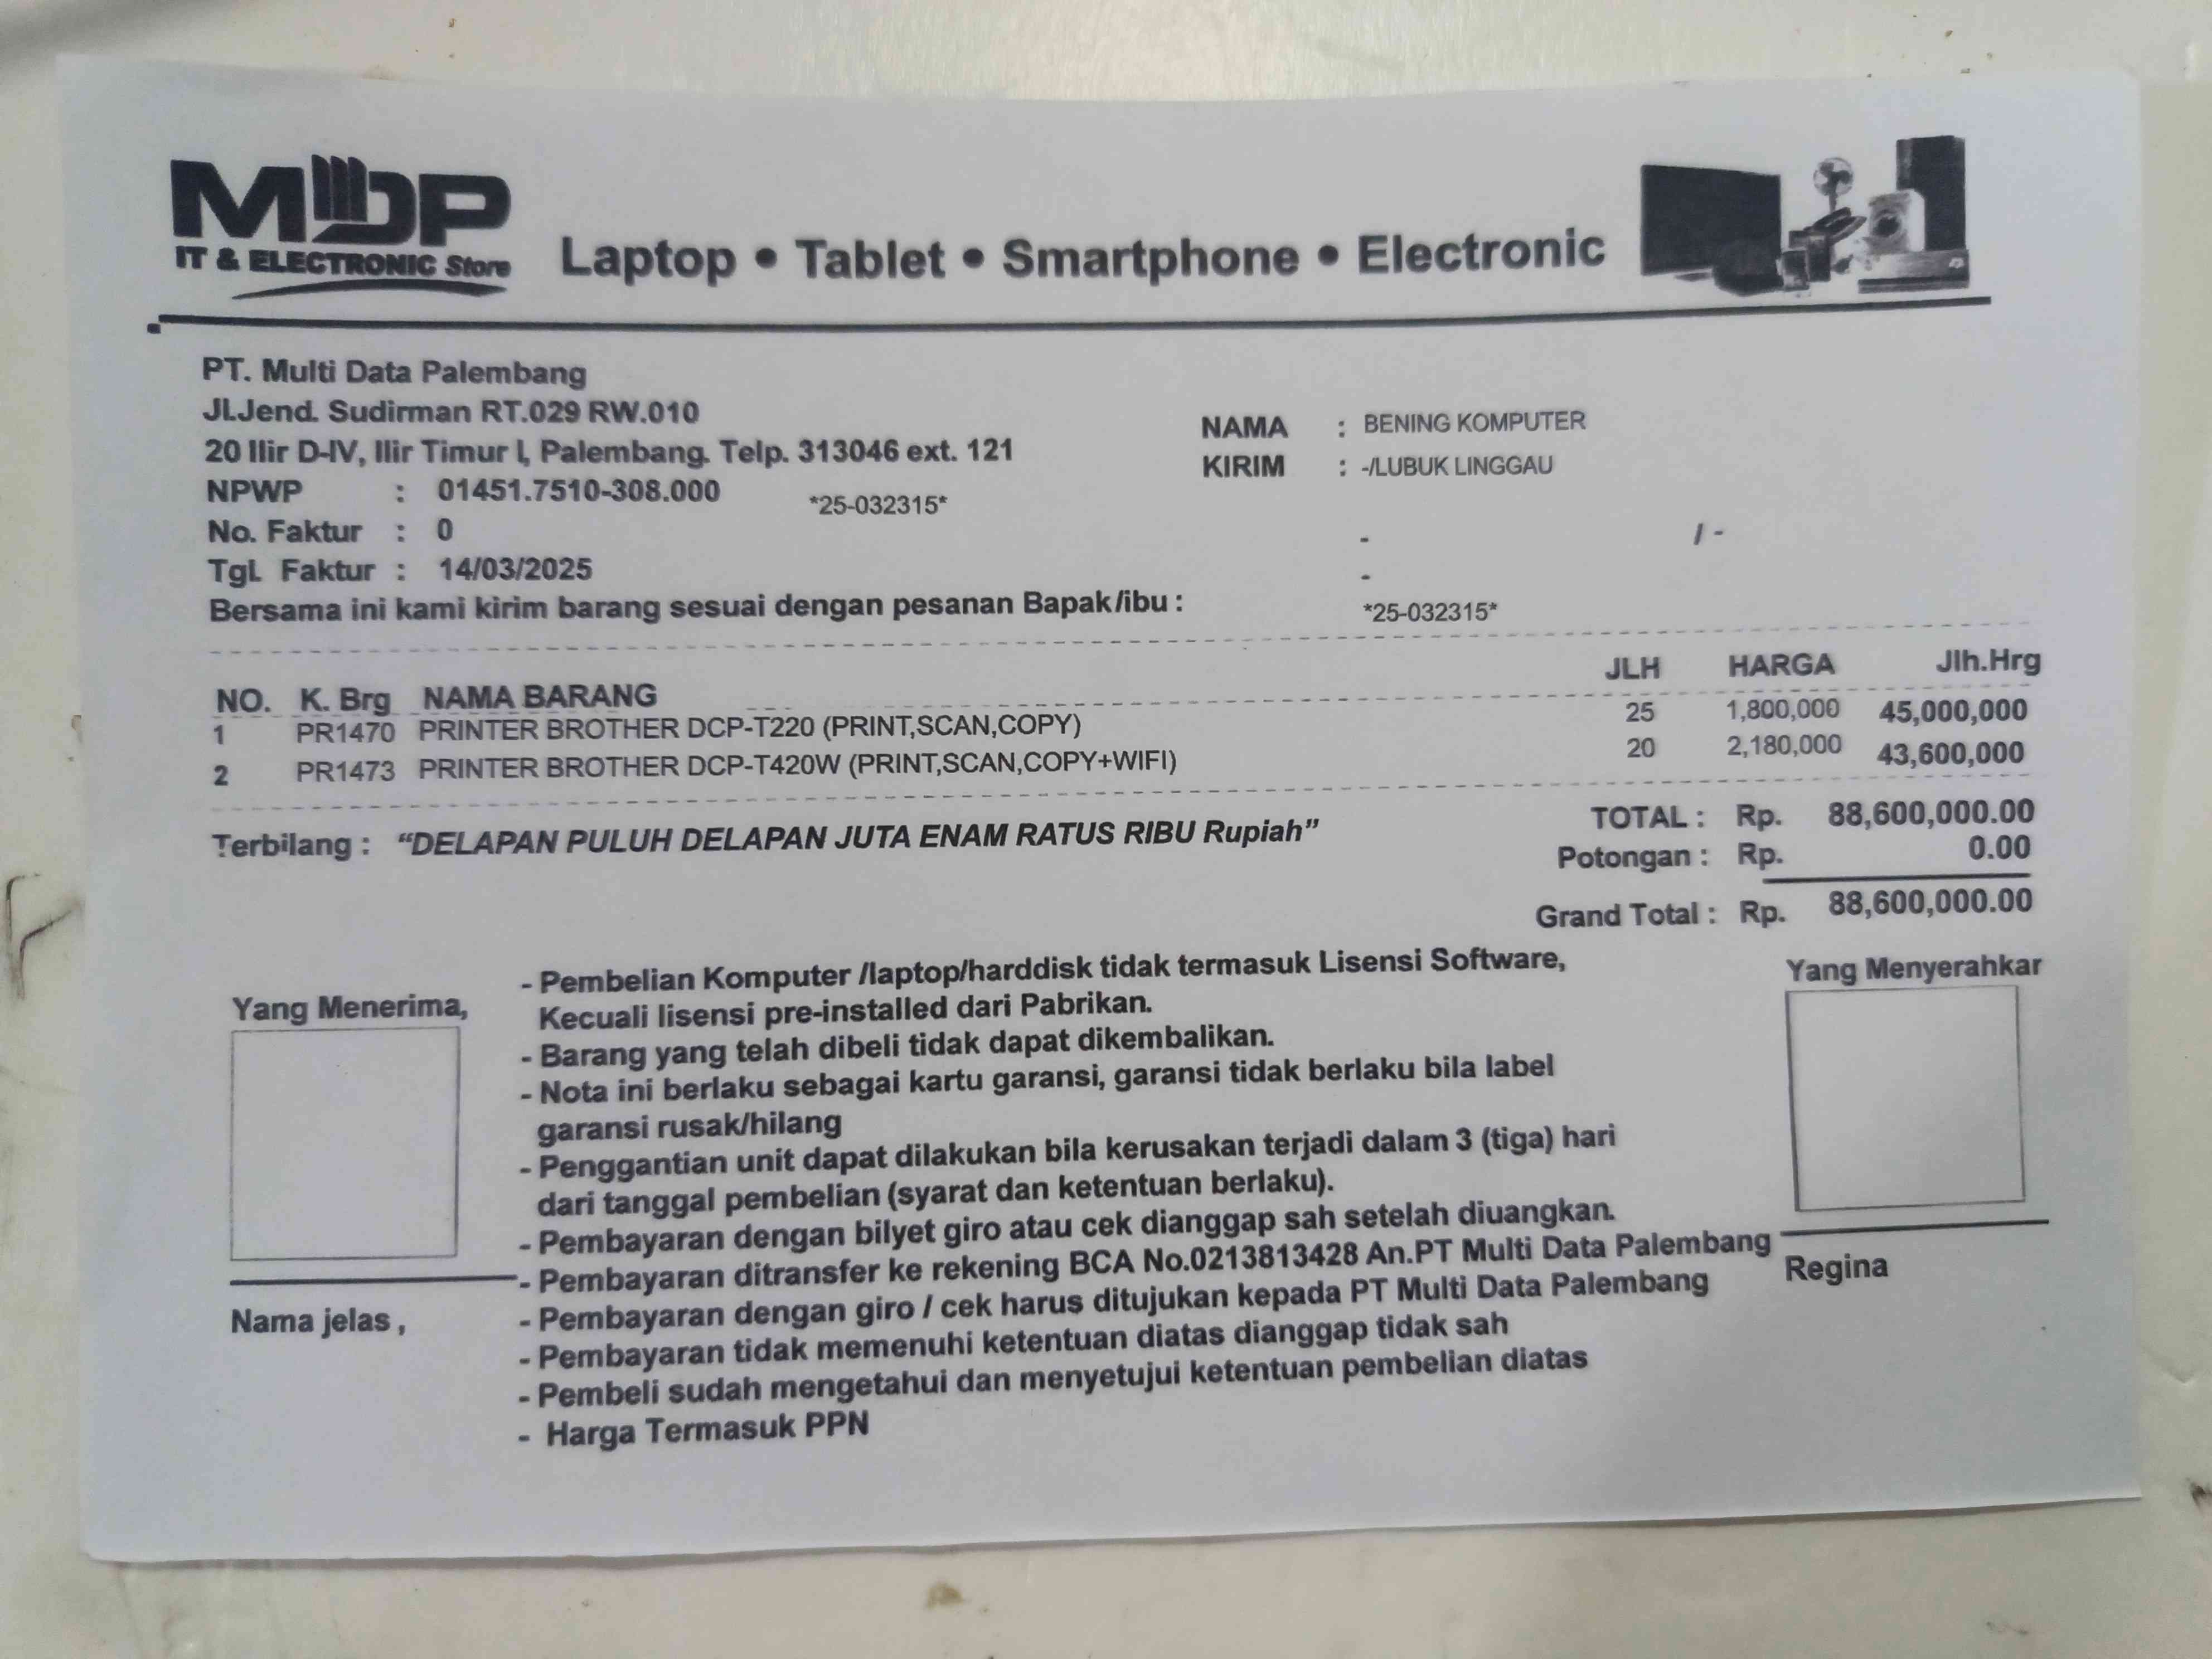 MDP
IT & ELECTRONIC Store
Laptop • Tablet • Smartphone • Electronic
PT. Multi Data Palembang
Jl.Jend. Sudirman RT.029 RW.010
20 Ilir D-IV, Ilir Timur I, Palembang. Telp. 313046 ext. 121
NPWP : 01451.7510-308.000 *25-032315*
No. Faktur : 0
Tgl. Faktur : 14/03/2025
Bersama ini kami kirim barang sesuai dengan pesanan Bapak/ibu :
NAMA : BENING KOMPUTER
KIRIM : -/LUBUK LINGGAU
- / -
-
*25-032315*
NO. K. Brg NAMA BARANG JLH HARGA Jlh.Hrg
1 PR1470 PRINTER BROTHER DCP-T220 (PRINT,SCAN,COPY) 25 1,800,000 45,000,000
2 PR1473 PRINTER BROTHER DCP-T420W (PRINT,SCAN,COPY+WIFI) 20 2,180,000 43,600,000
Terbilang : “DELAPAN PULUH DELAPAN JUTA ENAM RATUS RIBU Rupiah”
TOTAL : Rp. 88,600,000.00
Potongan : Rp. 0.00
Grand Total : Rp. 88,600,000.00
Yang Menerima,
Nama jelas ,
- Pembelian Komputer /laptop/harddisk tidak termasuk Lisensi Software,
Kecuali lisensi pre-installed dari Pabrikan.
- Barang yang telah dibeli tidak dapat dikembalikan.
- Nota ini berlaku sebagai kartu garansi, garansi tidak berlaku bila label
garansi rusak/hilang
- Penggantian unit dapat dilakukan bila kerusakan terjadi dalam 3 (tiga) hari
dari tanggal pembelian (syarat dan ketentuan berlaku).
- Pembayaran dengan bilyet giro atau cek dianggap sah setelah diuangkan.
- Pembayaran ditransfer ke rekening BCA No.0213813428 An.PT Multi Data Palembang
- Pembayaran dengan giro / cek harus ditujukan kepada PT Multi Data Palembang
- Pembayaran tidak memenuhi ketentuan diatas dianggap tidak sah
- Pembeli sudah mengetahui dan menyetujui ketentuan pembelian diatas
- Harga Termasuk PPN
Yang Menyerahkar
Regina